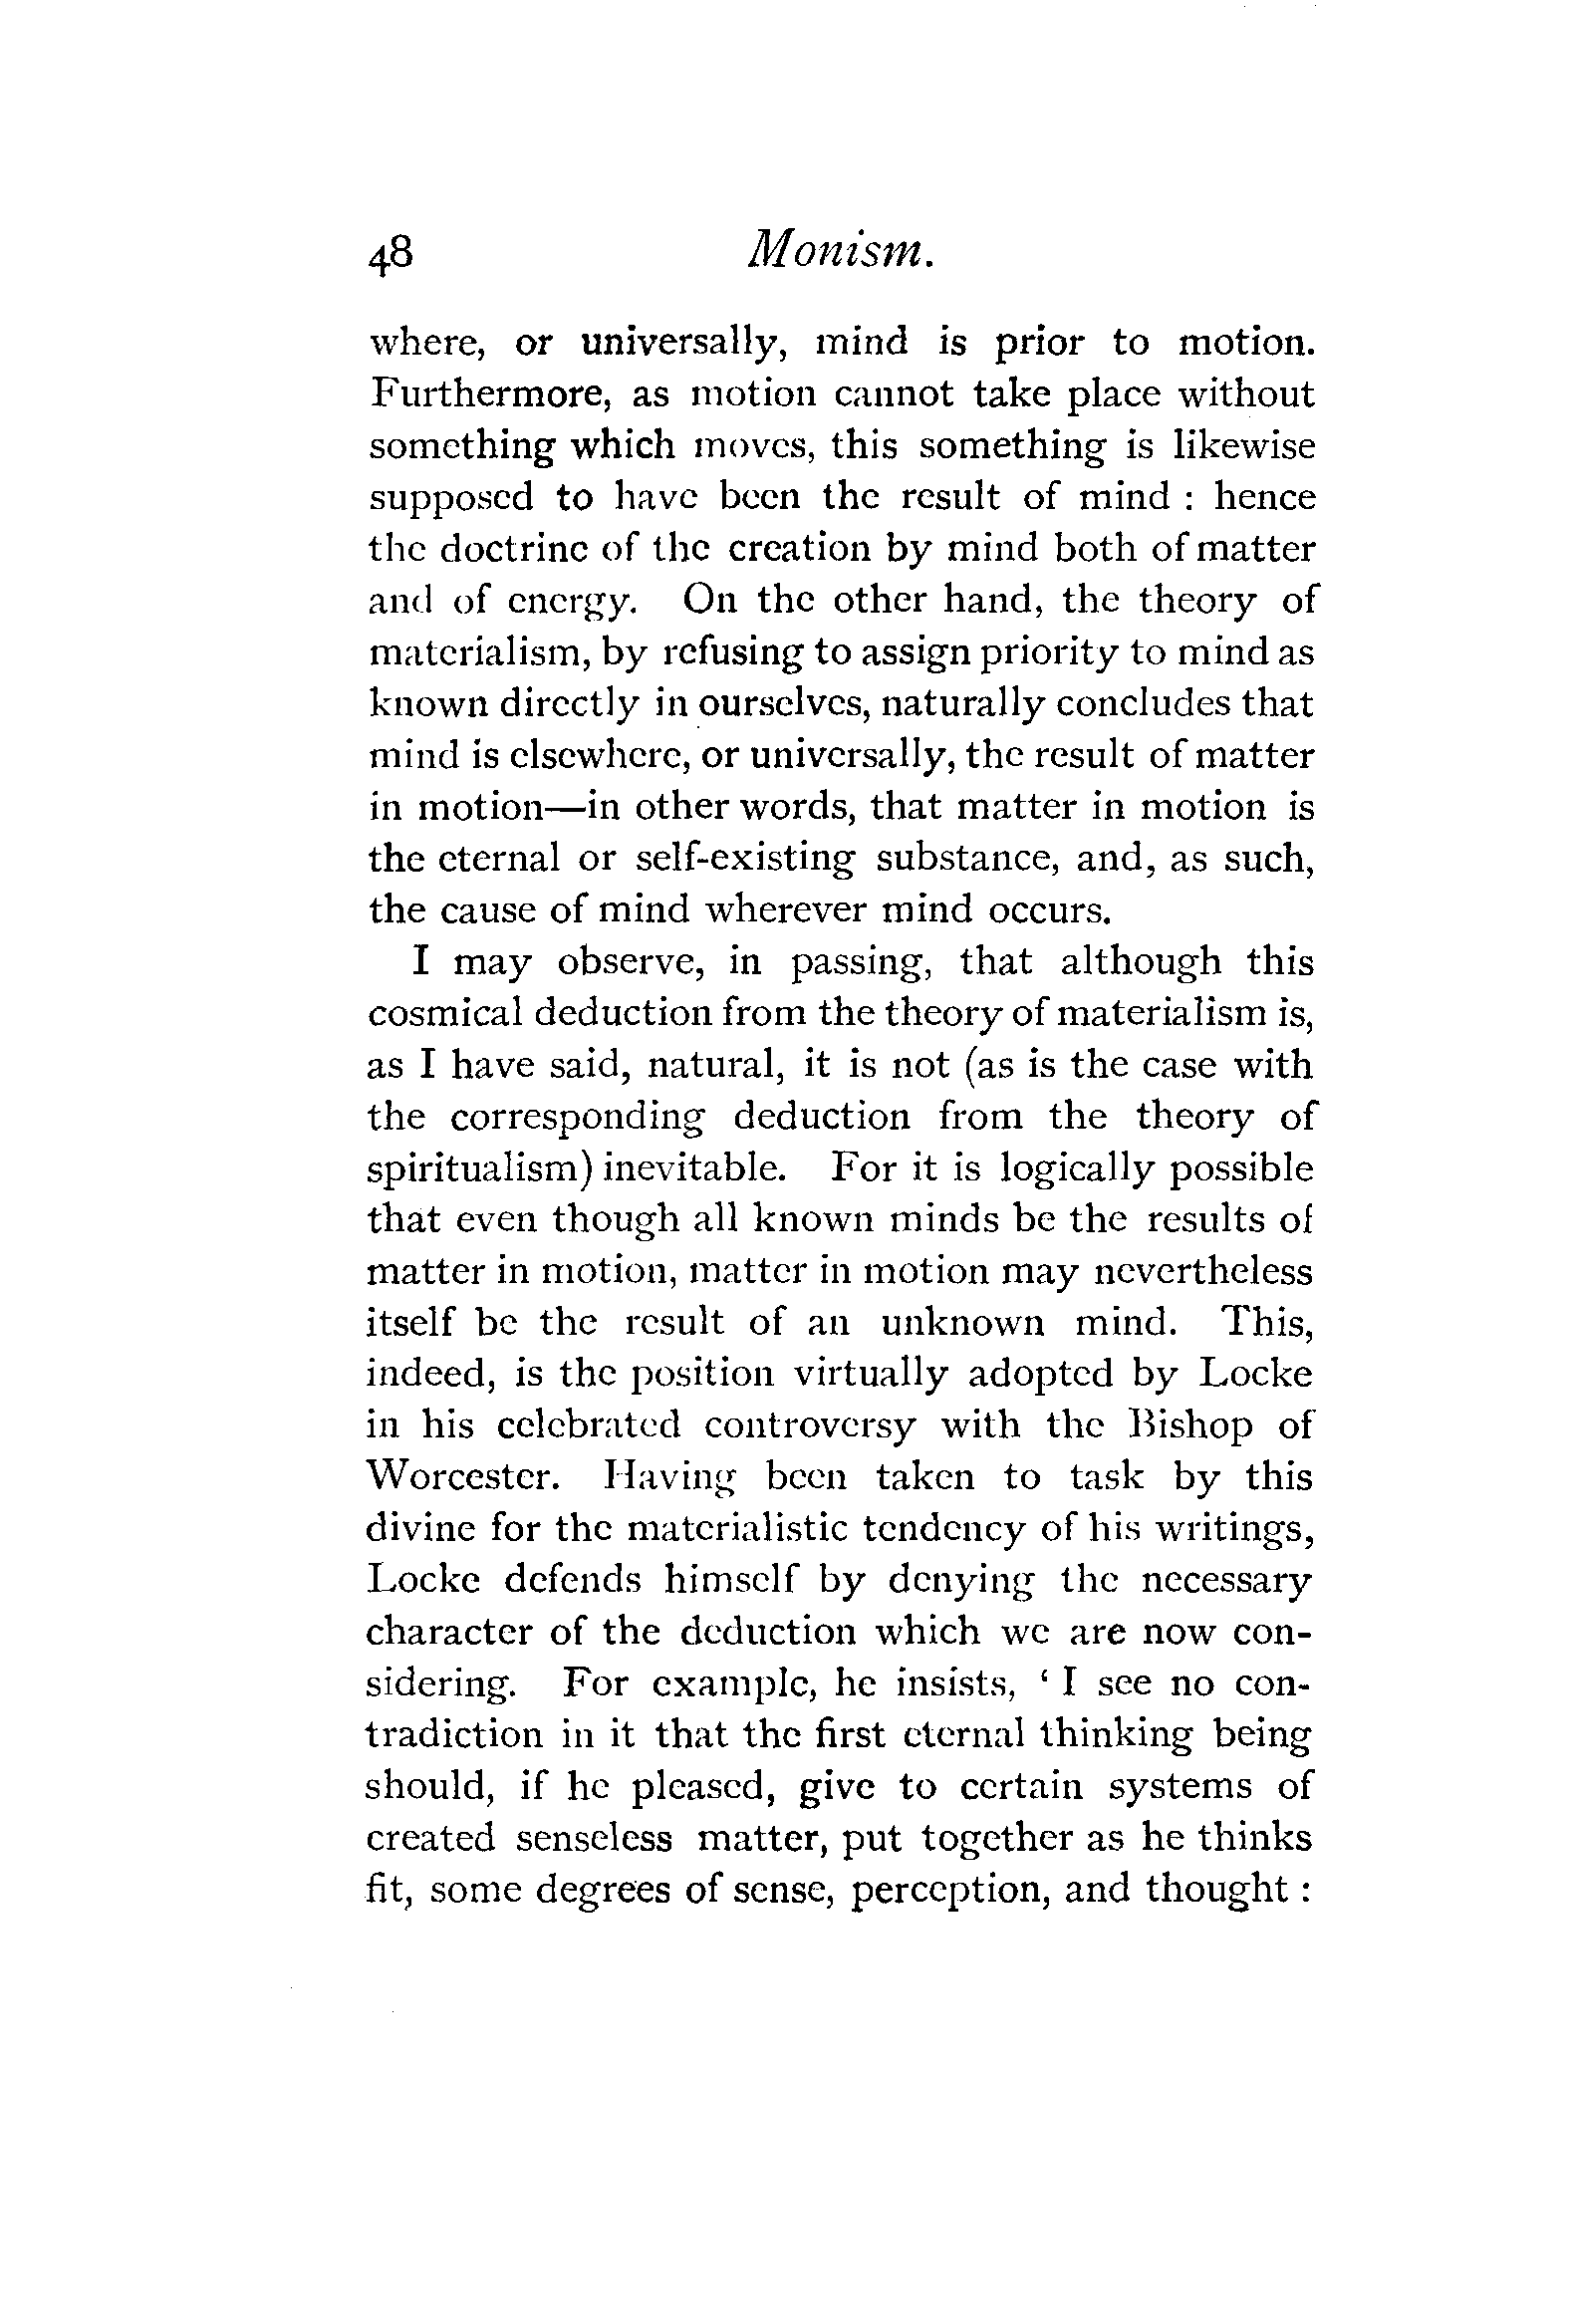 48 Monism.
where, or universally, mind is prior to motion.
Furthermore, as motion cannot take place without
something which moves, this something is likewise
supposed to have been the result of mind : hence
the doctrine of the creation by mind both of matter
and of energy. On the other hand, the theory of
materialism, by refusing to assign priority to mind as
known directly in ourselves, naturally concludes that
mind is elsewhere, or universally, the result of matter
in motion—in other words, that matter in motion is
the eternal or self-existing substance, and, as such,
the cause of mind wherever mind occurs.
I may observe, in passing, that although this
cosmical deduction from the theory of materialism is,
as I have said, natural, it is not (as is the case with
the corresponding deduction from the theory of
spiritualism) inevitable. For it is logically possible
that even though all known minds be the results of
matter in motion, matter in motion may nevertheless
itself be the result of an unknown mind. This,
indeed, is the position virtually adopted by Locke
in his celebrated controversy with the Bishop of
Worcester. Having been taken to task by this
divine for the materialistic tendency of his writings,
Locke defends himself by denying the necessary
character of the deduction which we are now con-
sidering. For example, he insists, ‘ I see no con-
tradiction in it that the first eternal thinking being
should, if he pleased, give to certain systems of
created senseless matter, put together as he thinks
fit, some degrees of sense, perception, and thought :